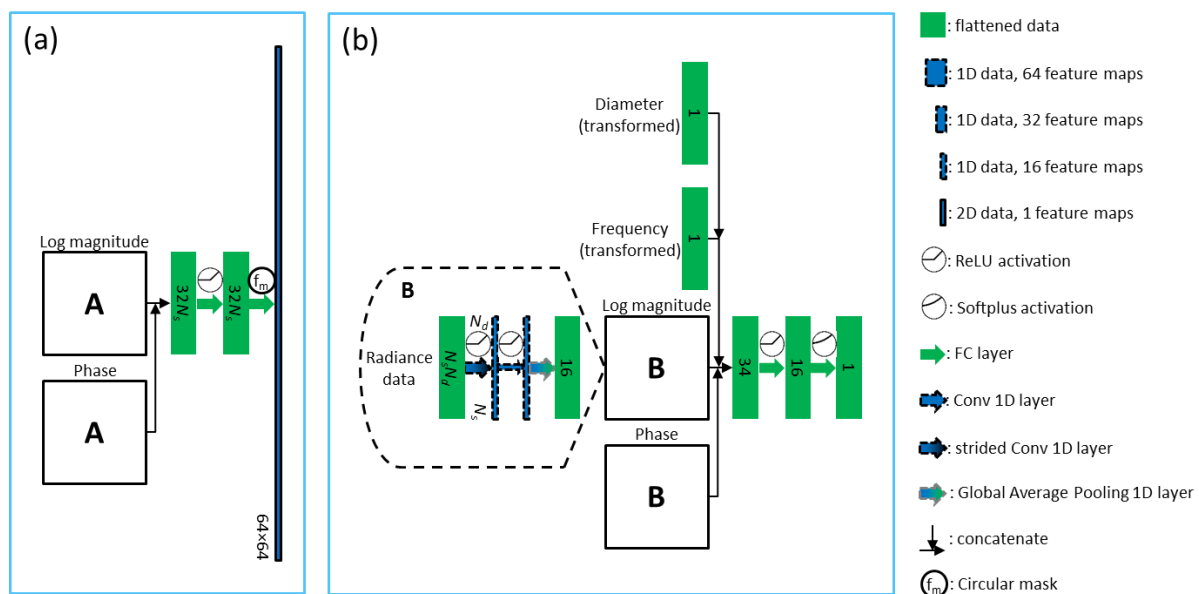 (a)
Log magnitude
A
Phase
A
32Nₛ
32Nₛ
fₘ
64×64
(b)
Diameter
(transformed)
1
Frequency
(transformed)
1
B
Radiance
data
NₛN_d
N_d
Nₛ
16
Log magnitude
B
Phase
B
34
16
1
: flattened data
: 1D data, 64 feature maps
: 1D data, 32 feature maps
: 1D data, 16 feature maps
: 2D data, 1 feature maps
: ReLU activation
: Softplus activation
: FC layer
: Conv 1D layer
: strided Conv 1D layer
: Global Average Pooling 1D layer
: concatenate
fₘ : Circular mask